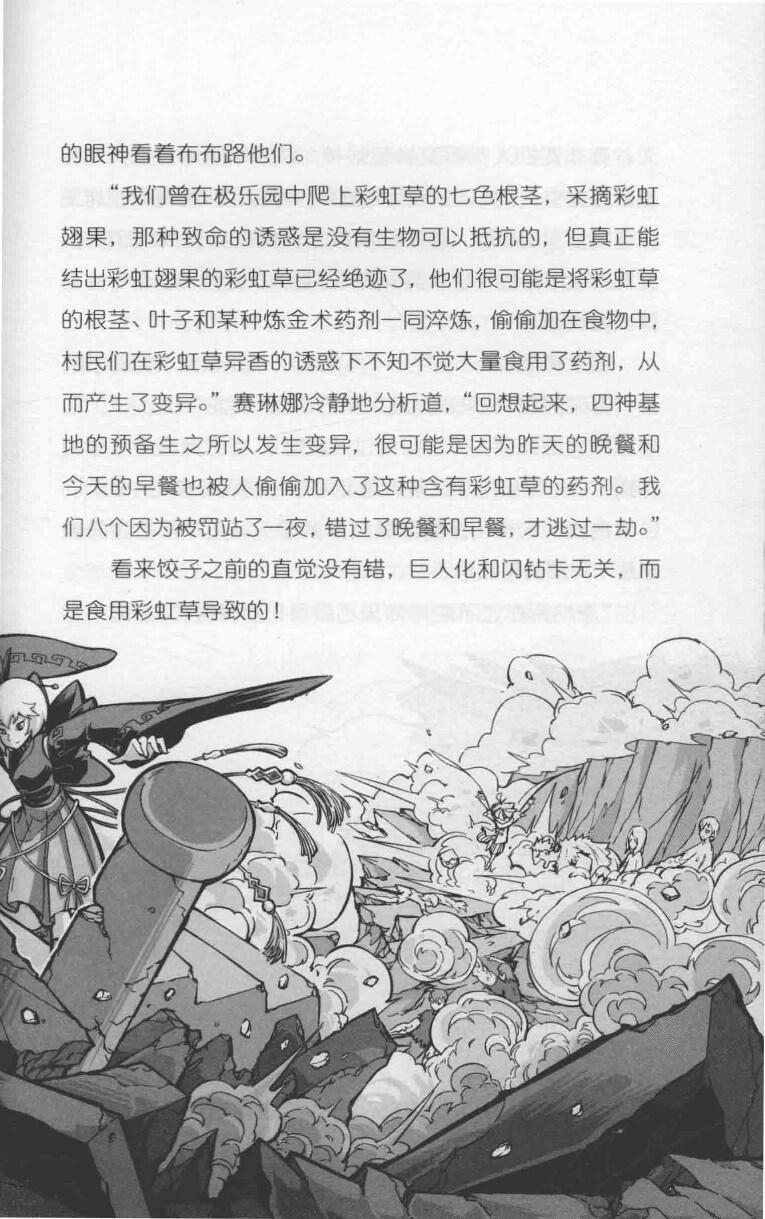 的眼神看着布布路他们。
“我们曾在极乐园中爬上彩虹草的七色根茎，采摘彩虹
翅果，那种致命的诱惑是没有生物可以抵抗的，但真正能
结出彩虹翅果的彩虹草已经绝迹了，他们很可能是将彩虹草
的根茎、叶子和某种炼金术药剂一同淬炼，偷偷加在食物中，
村民们在彩虹草异香的诱惑下不知不觉大量食用了药剂，从
而产生了变异。”赛琳娜冷静地分析道，“回想起来，四神基
地的预备生之所以发生变异，很可能是因为昨天的晚餐和
今天的早餐也被人偷偷加入了这种含有彩虹草的药剂。我
们八个因为被罚站了一夜，错过了晚餐和早餐，才逃过一劫。”
看来饺子之前的直觉没有错，巨人化和闪钻卡无关，而
是食用彩虹草导致的！